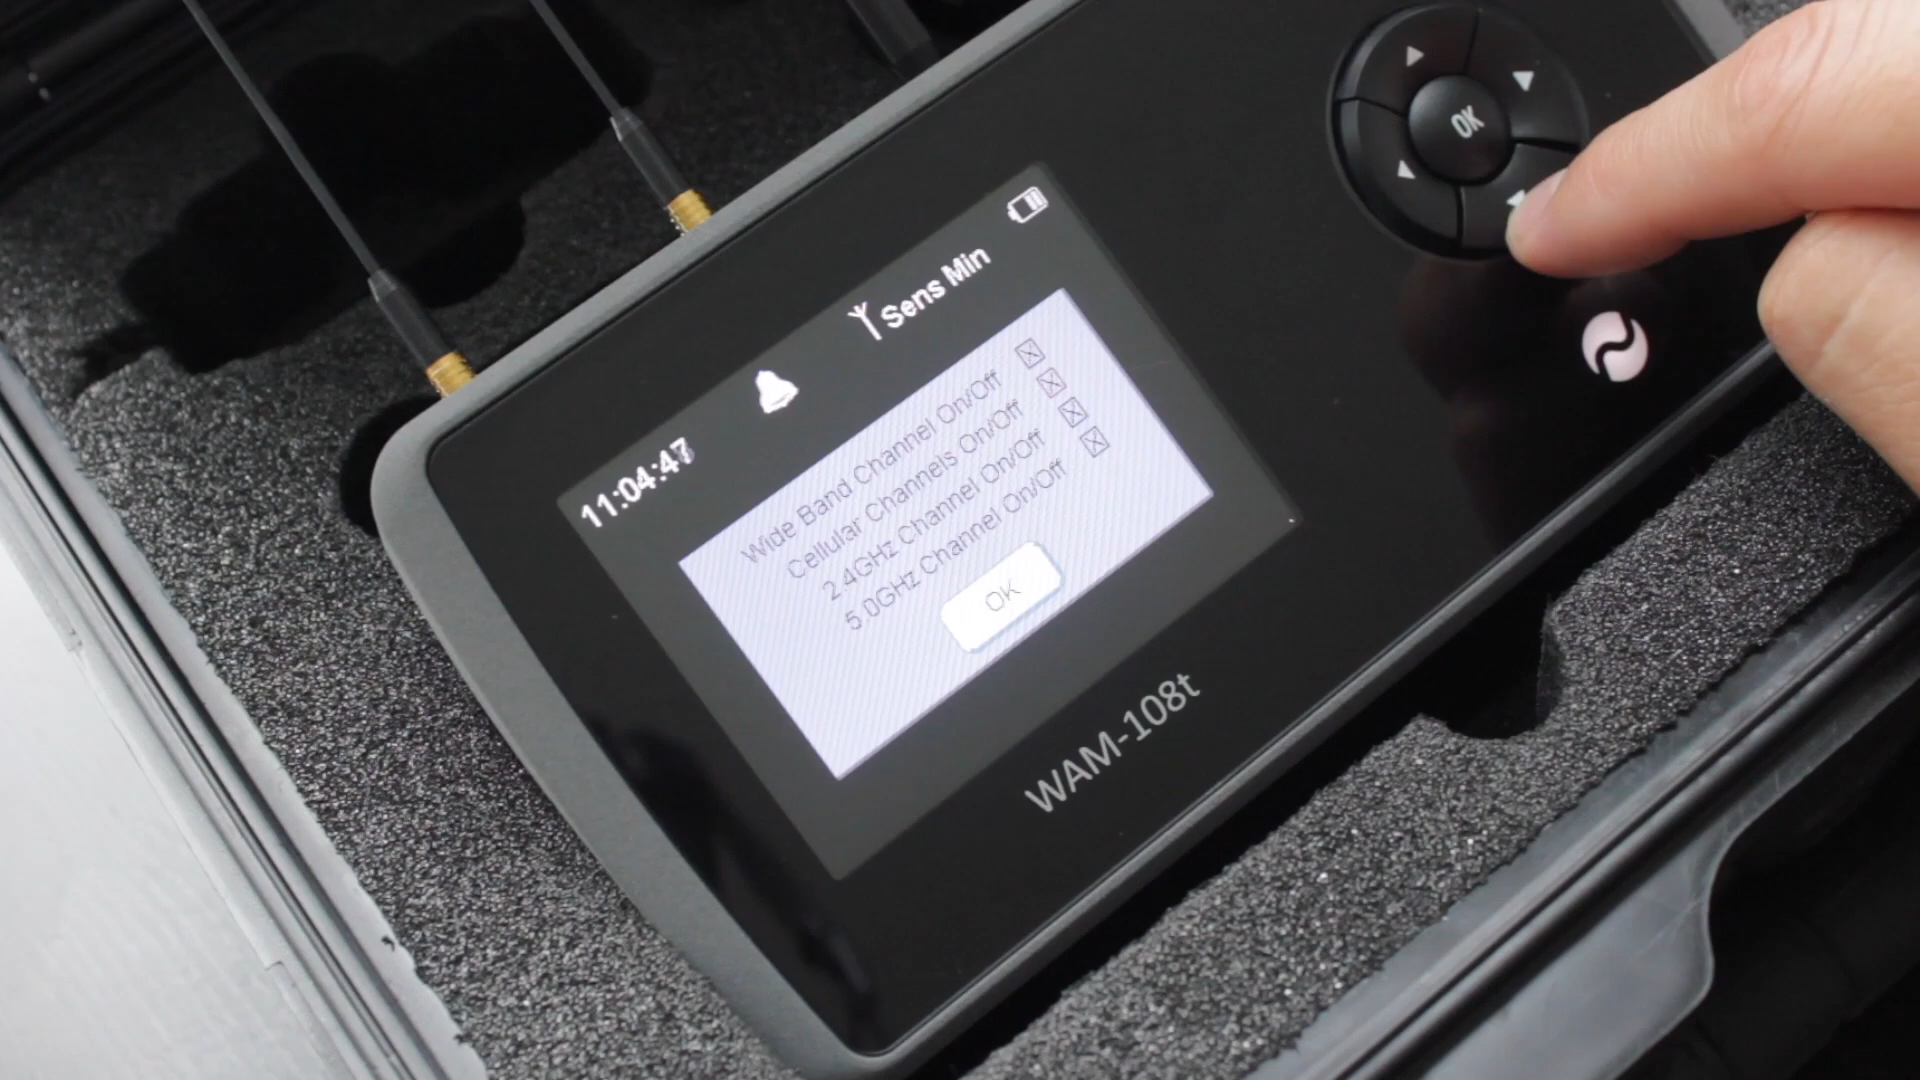 11:04:47
Sens Min
Wide Band Channel On/Off
Cellular Channels On/Off
2.4GHz Channel On/Off
5.0GHz Channel On/Off
OK
WAM-108t
OK